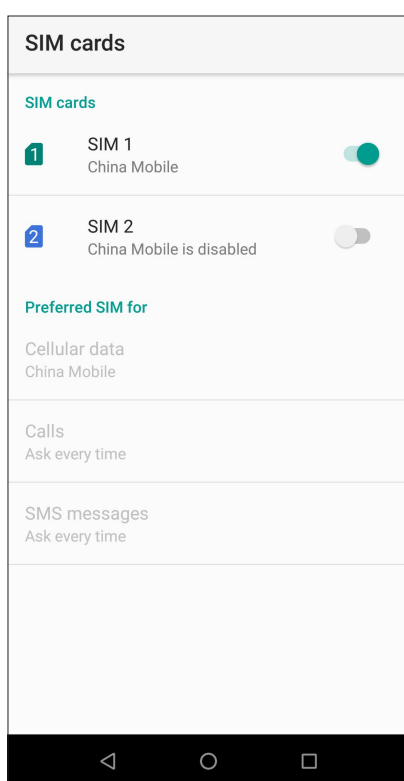 SIM cards
SIM cards
1
SIM 1
China Mobile
2
SIM 2
China Mobile is disabled
Preferred SIM for
Cellular data
China Mobile
Calls
Ask every time
SMS messages
Ask every time